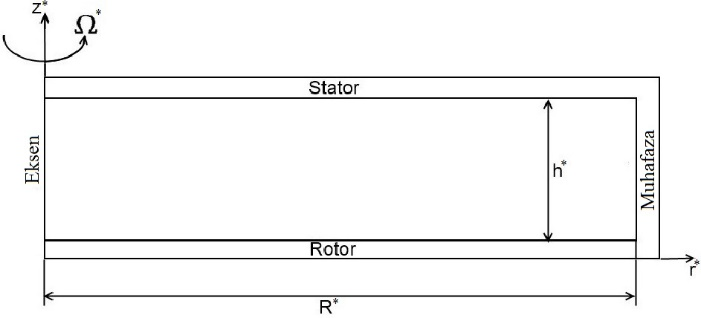 z*
Ω*
Stator
Eksen
h*
Muhafaza
Rotor
r*
R*